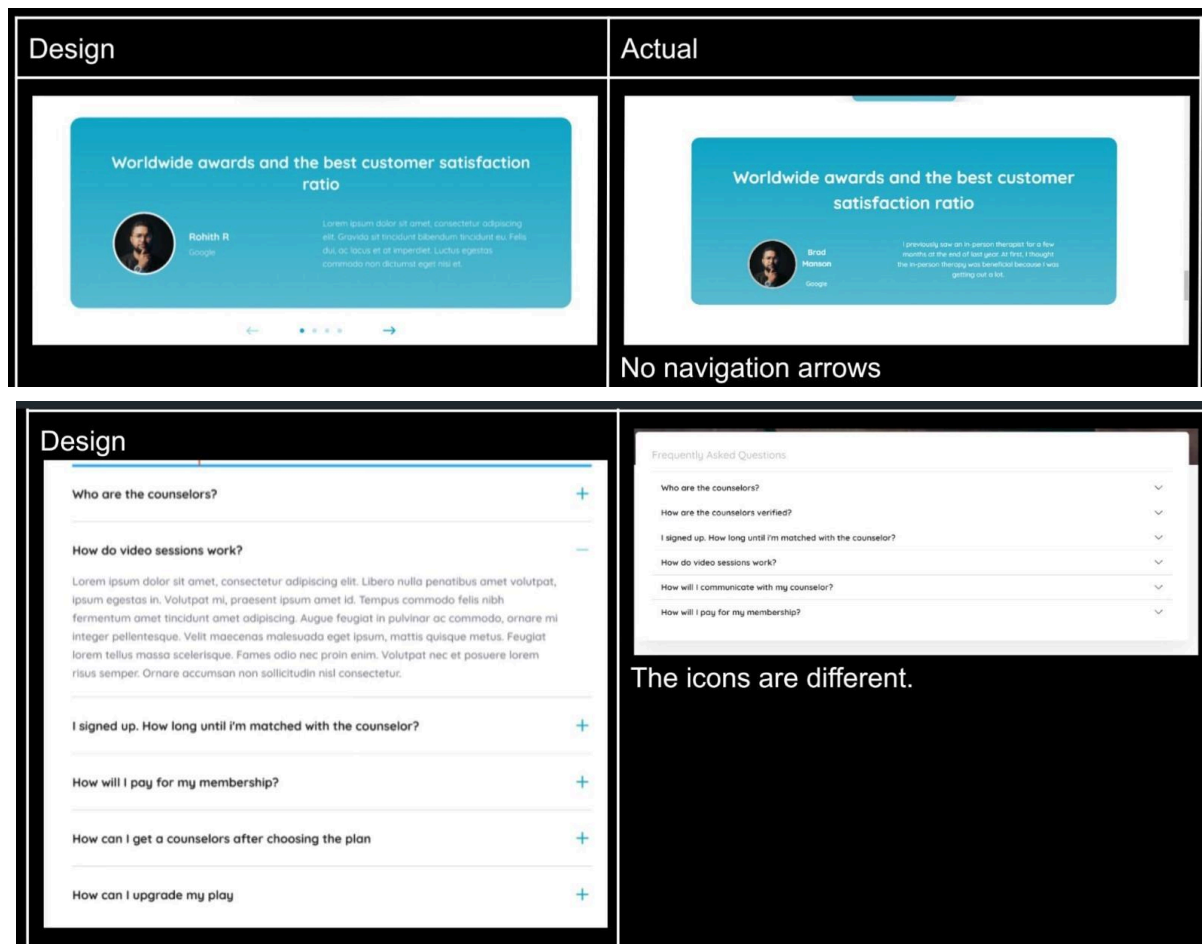 Design
Actual
Worldwide awards and the best customer satisfaction
ratio
Rohith R
Google
Lorem ipsum dolor sit amet, consectetur adipiscing
elit. Gravida sit tincidunt bibendum tincidunt eu. Felis
dui, ac lacus et at imperdiet. Luctus egestas
commodo non dictumst eget nisi et.
Worldwide awards and the best customer
satisfaction ratio
Brad
Manson
Google
I previously saw an in-person therapist for a few
months at the end of last year. At first, I thought
the in-person therapy was beneficial because I was
getting out a lot.
No navigation arrows
Design
Who are the counselors?
How do video sessions work?
Lorem ipsum dolor sit amet, consectetur adipiscing elit. Libero nulla penatibus amet volutpat,
ipsum egestas in. Volutpat mi, praesent ipsum amet id. Tempus commodo felis nibh
fermentum amet tincidunt amet adipiscing. Augue feugiat in pulvinar ac commodo, ornare mi
integer pellentesque. Velit maecenas malesuada eget ipsum, mattis quisque metus. Feugiat
lorem tellus massa scelerisque. Fames odio nec proin enim. Volutpat nec et posuere lorem
risus semper. Ornare accumsan non sollicitudin nisl consectetur.
I signed up. How long until i'm matched with the counselor?
How will I pay for my membership?
How can I get a counselors after choosing the plan
How can I upgrade my play
Frequently Asked Questions
Who are the counselors?
How are the counselors verified?
I signed up. How long until i'm matched with the counselor?
How do video sessions work?
How will I communicate with my counselor?
How will I pay for my membership?
The icons are different.